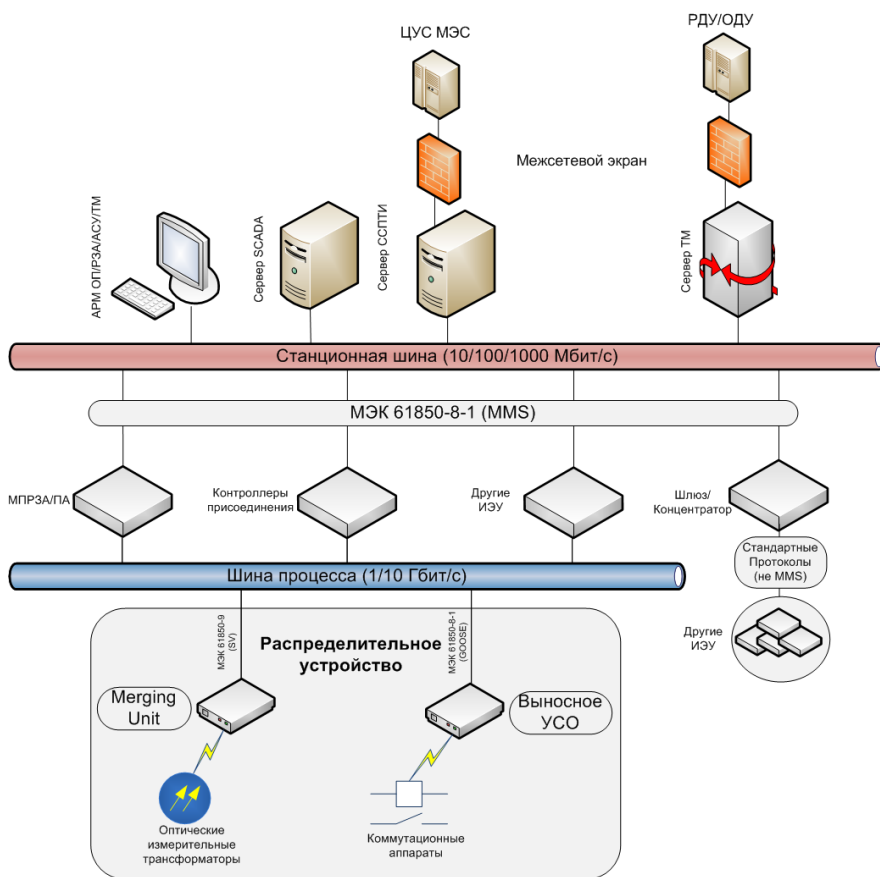 ЦУС МЭС
РДУ/ОДУ
Межсетевой экран
АРМ ОП/РЗА/АСУ/ТМ
Сервер SCADA
Сервер ССПТИ
Сервер ТМ
Станционная шина (10/100/1000 Мбит/с)
МЭК 61850-8-1 (MMS)
МПРЗА/ПА
Контроллеры
присоединения
Другие
ИЭУ
Шлюз/
Концентратор
Стандартные
Протоколы
(не MMS)
Шина процесса (1/10 Гбит/с)
Другие
ИЭУ
МЭК 61850-9
(SV)
Распределительное
устройство
МЭК 61850-8-1
(GOOSE)
Merging
Unit
Выносное
УСО
Оптические
измерительные
трансформаторы
Коммутационные
аппараты